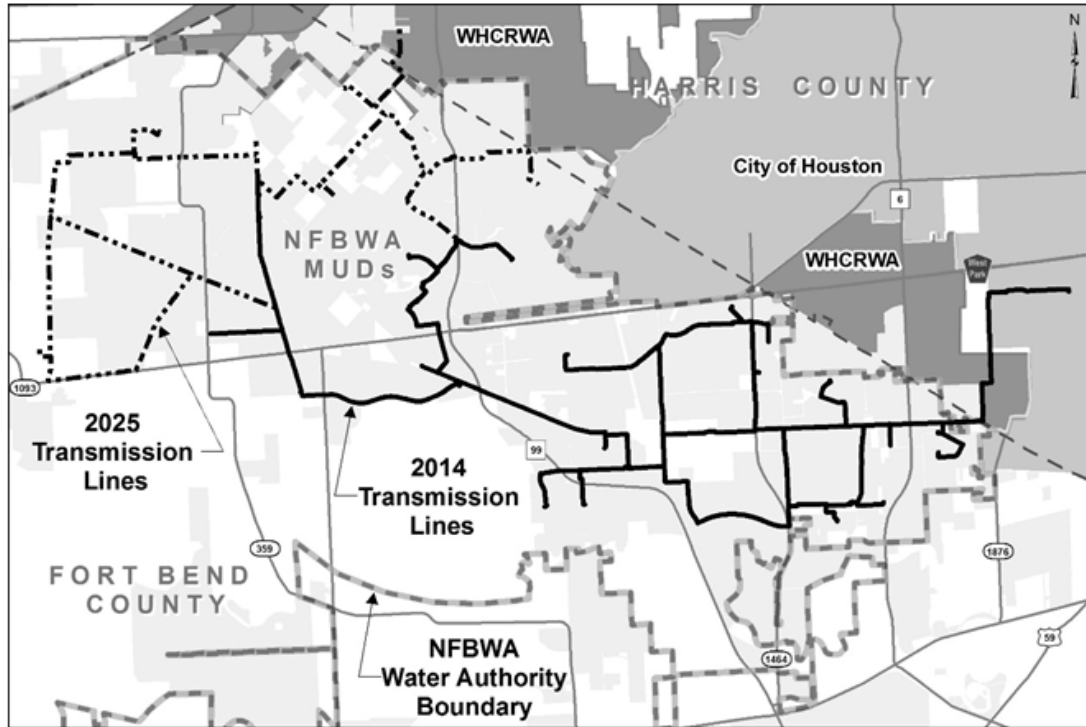 WHCRWA
N
HARRIS COUNTY
City of Houston
6
NFBWA
MUDs
WHCRWA
West
Park
1093
2025
Transmission
Lines
2014
Transmission
Lines
99
359
FORT BEND
COUNTY
1876
NFBWA
Water Authority
Boundary
1464
59